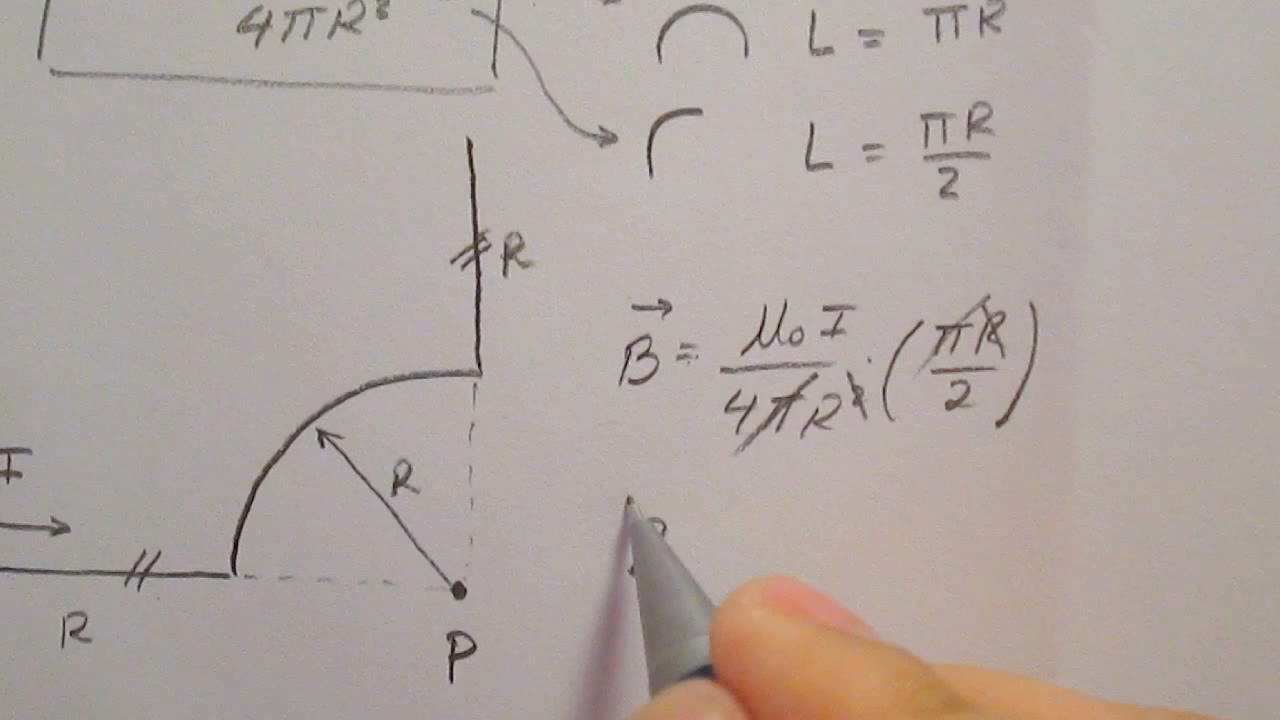 4πR²
L = πR
L = πR/2
R
B⃗ = μ₀I/4πR² · (πR/2)
R
I
R
P